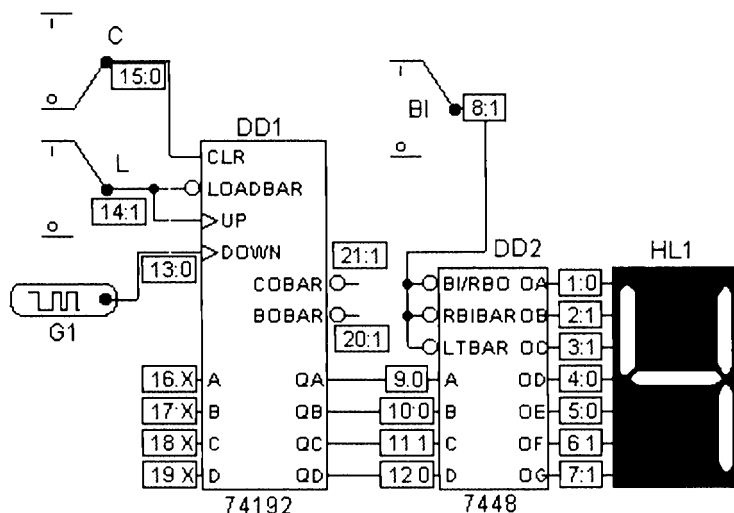 C
15:0
BI
8:1
DD1
CLR
L
LOADBAR
14:1
UP
DOWN
13:0
21:1
DD2
HL1
G1
COBAR
BOBAR
20:1
BI/RBO OA 1:0
RBIBAR OB 2:1
LTBAR OC 3:1
16:X A QA 9:0 A OD 4:0
17:X B QB 10:0 B OE 5:0
18 X C QC 11 1 C OF 6 1
19 X D QD 12 0 D OG 7:1
74192
7448